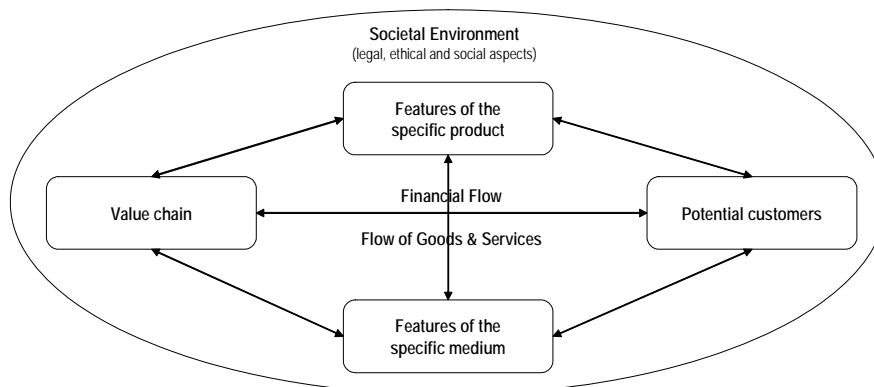 Societal Environment
(legal, ethical and social aspects)
Features of the
specific product
Financial Flow
Value chain
Potential customers
Flow of Goods & Services
Features of the
specific medium